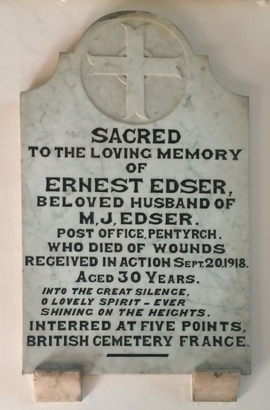 SACRED
TO THE LOVING MEMORY
OF
ERNEST EDSER,
BELOVED HUSBAND OF
M.J. EDSER.
POST OFFICE, PENTYRCH.
WHO DIED OF WOUNDS
RECEIVED IN ACTION SEPT. 20. 1918.
AGED 30 YEARS.
INTO THE GREAT SILENCE,
O LOVELY SPIRIT - EVER
SHINING ON THE HEIGHTS.
INTERRED AT FIVE POINTS,
BRITISH CEMETERY FRANCE.